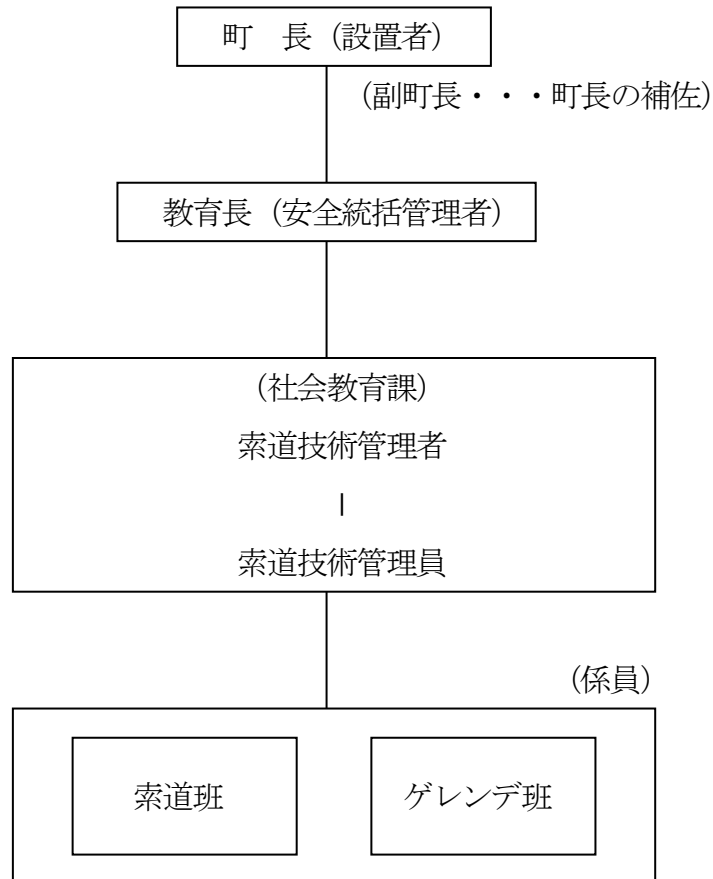 町　長（設置者）
（副町長・・・町長の補佐）
教育長（安全統括管理者）
（社会教育課）
索道技術管理者
索道技術管理員
（係員）
索道班
ゲレンデ班